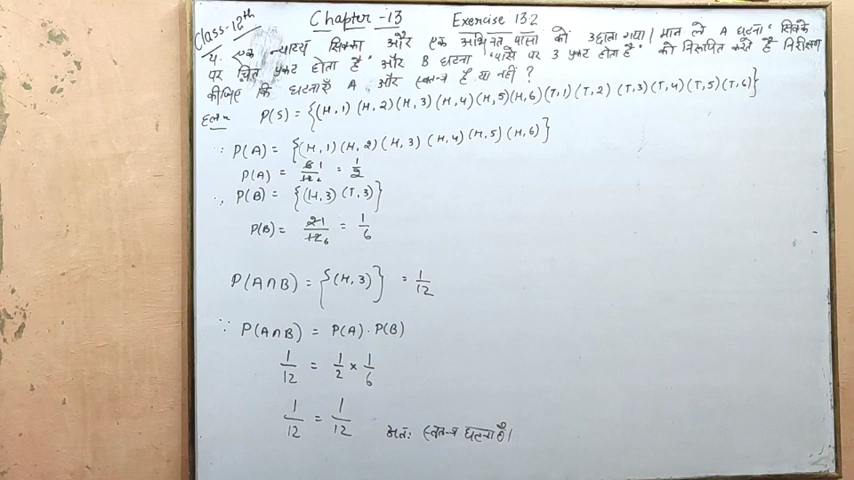 Class-12th
Chapter-13 Exercise 13.2
4. एक न्याय्य सिक्का और एक अभिनत पासा को उछाला गया। मान लें A घटना "सिक्के
पर चित प्रकट होता है" और B घटना "पासे पर 3 प्रकट होता है" को निरूपित करते है निरीक्षण
कीजिए कि घटनाएँ A और स्वतन्त्र है या नहीं?
हल:- P(S) = {(H,1) (H,2) (H,3) (H,4) (H,5) (H,6) (T,1) (T,2) (T,3) (T,4) (T,5) (T,6)}
∴ P(A) = {(H,1) (H,2) (H,3) (H,4) (H,5) (H,6)}
P(A) = 6/12 = 1/2
∴ P(B) = {(H,3) (T,3)}
P(B) = 2/12 = 1/6
P(A∩B) = {(H,3)} = 1/12
∵ P(A∩B) = P(A)·P(B)
1/12 = 1/2 × 1/6
1/12 = 1/12 अतः स्वतन्त्र घटना है।